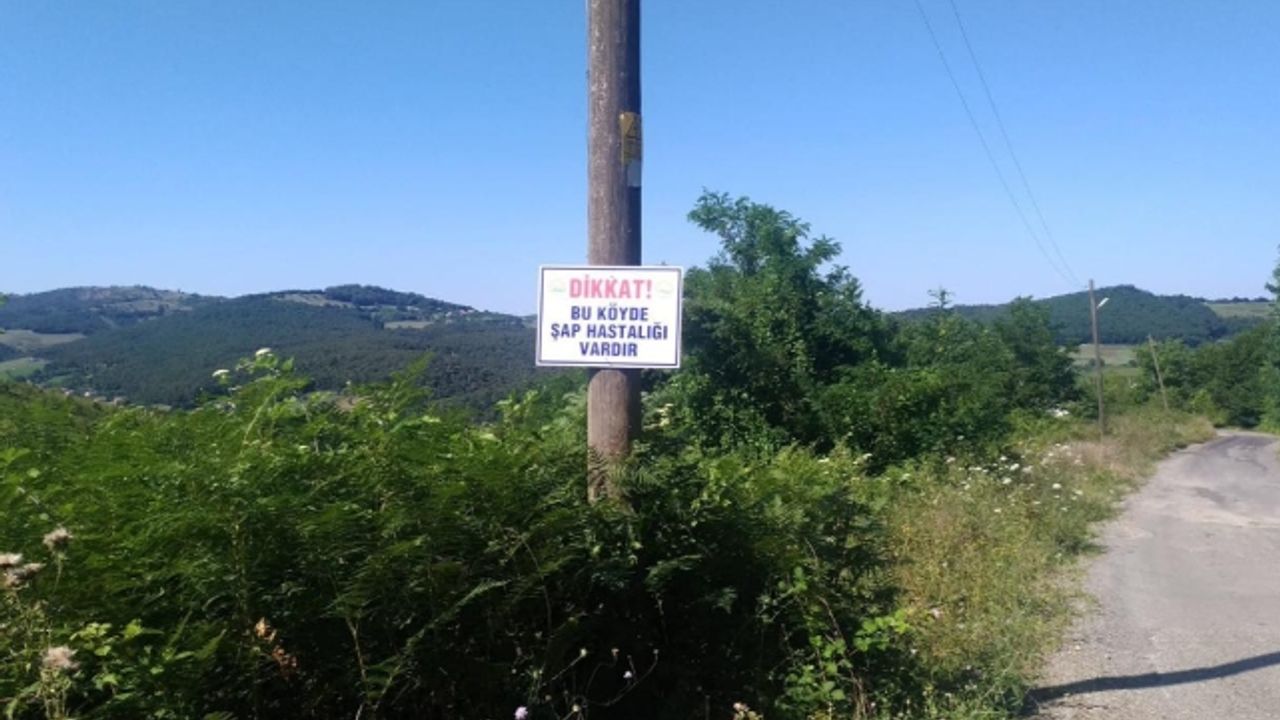 DİKKAT!
BU KÖYDE
ŞAP HASTALIĞI
VARDIR